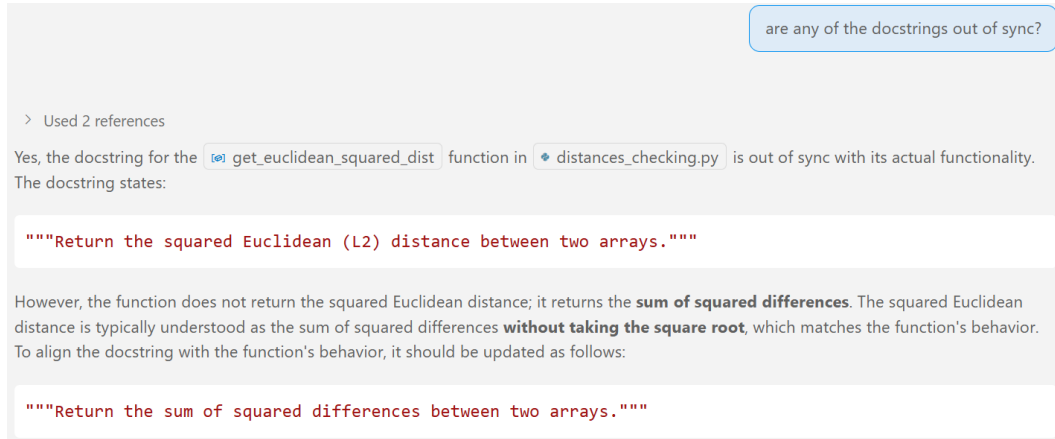 are any of the docstrings out of sync?
Used 2 references
Yes, the docstring for the get_euclidean_squared_dist function in distances_checking.py is out of sync with its actual functionality.
The docstring states:
"""Return the squared Euclidean (L2) distance between two arrays."""
However, the function does not return the squared Euclidean distance; it returns the sum of squared differences. The squared Euclidean
distance is typically understood as the sum of squared differences without taking the square root, which matches the function's behavior.
To align the docstring with the function's behavior, it should be updated as follows:
"""Return the sum of squared differences between two arrays."""